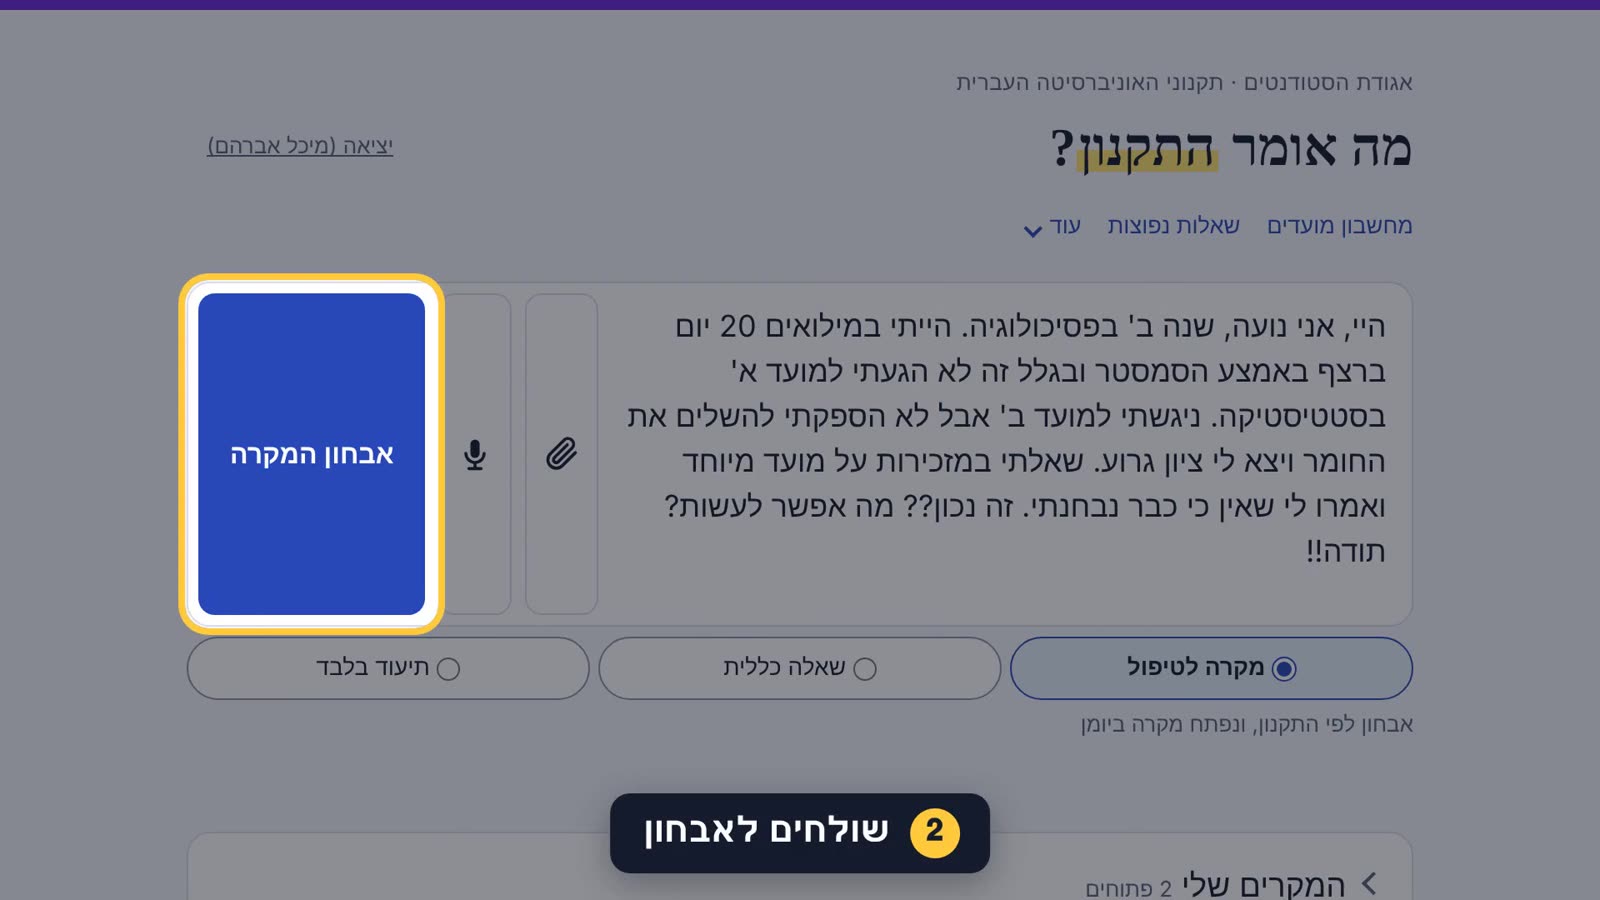 אגודת הסטודנטים · תקנוני האוניברסיטה העברית
מה אומר התקנון?
יציאה (מיכל אברהם)
מחשבון מועדים שאלות נפוצות עוד
היי, אני נועה, שנה ב' בפסיכולוגיה. הייתי במילואים 20 יום
ברצף באמצע הסמסטר ובגלל זה לא הגעתי למועד א'
בסטטיסטיקה. ניגשתי למועד ב' אבל לא הספקתי להשלים את
החומר ויצא לי ציון גרוע. שאלתי במזכירות על מועד מיוחד
ואמרו לי שאין כי כבר נבחנתי. זה נכון?? מה אפשר לעשות?
תודה!!
אבחון המקרה
מקרה לטיפול
שאלה כללית
תיעוד בלבד
אבחון לפי התקנון, ונפתח מקרה ביומן
2 שולחים לאבחון
המקרים שלי 2 פתוחים